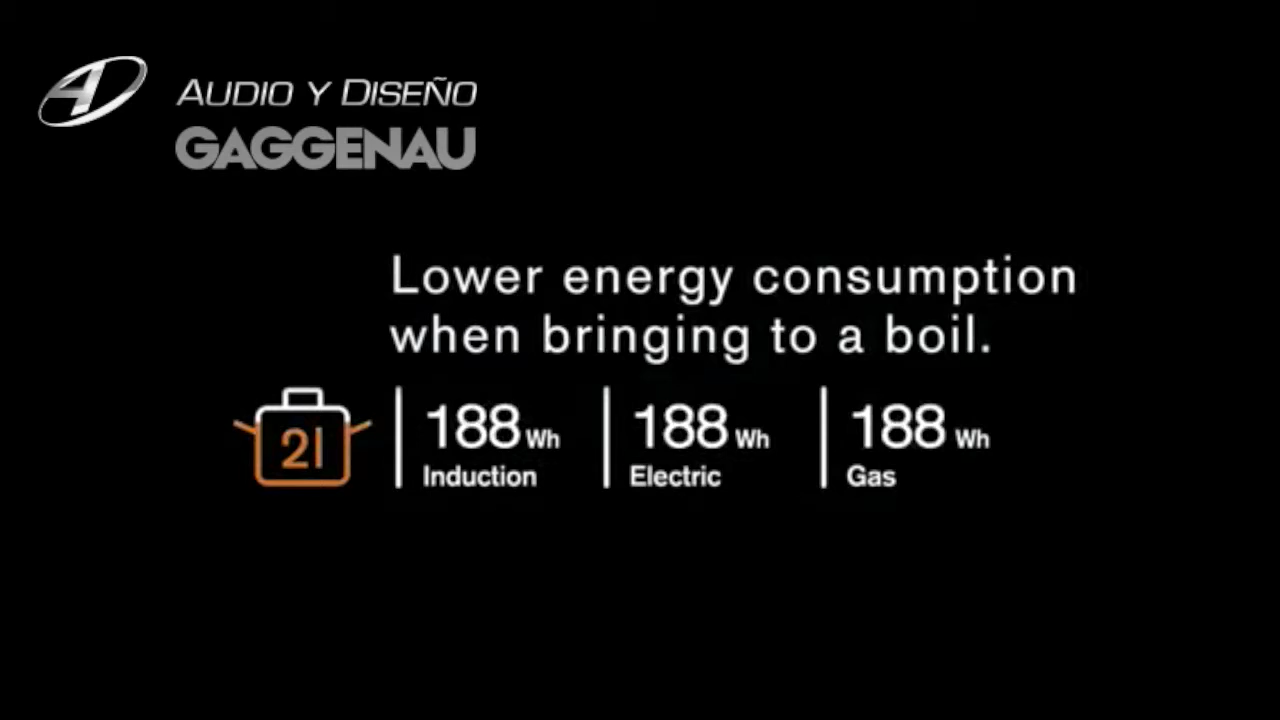 AUDIO Y DISEÑO
GAGGENAU
Lower energy consumption
when bringing to a boil.
2l
188 Wh
Induction
188 Wh
Electric
188 Wh
Gas